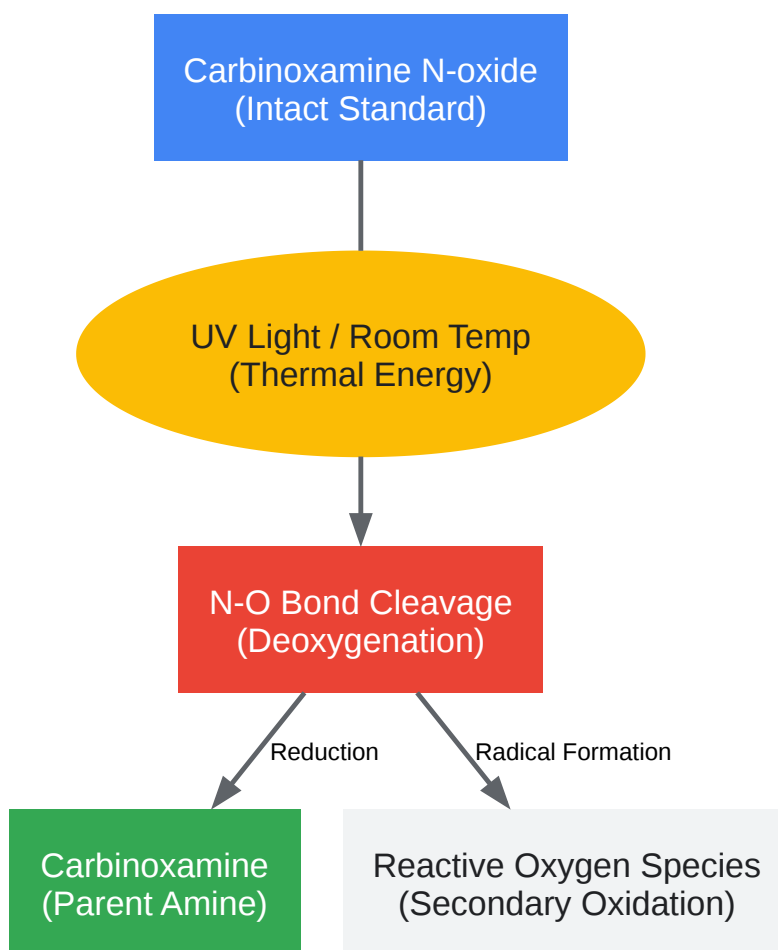 Carbinoxamine N-oxide
(Intact Standard)
UV Light / Room Temp
(Thermal Energy)
N-O Bond Cleavage
(Deoxygenation)
Reduction
Radical Formation
Carbinoxamine
(Parent Amine)
Reactive Oxygen Species
(Secondary Oxidation)